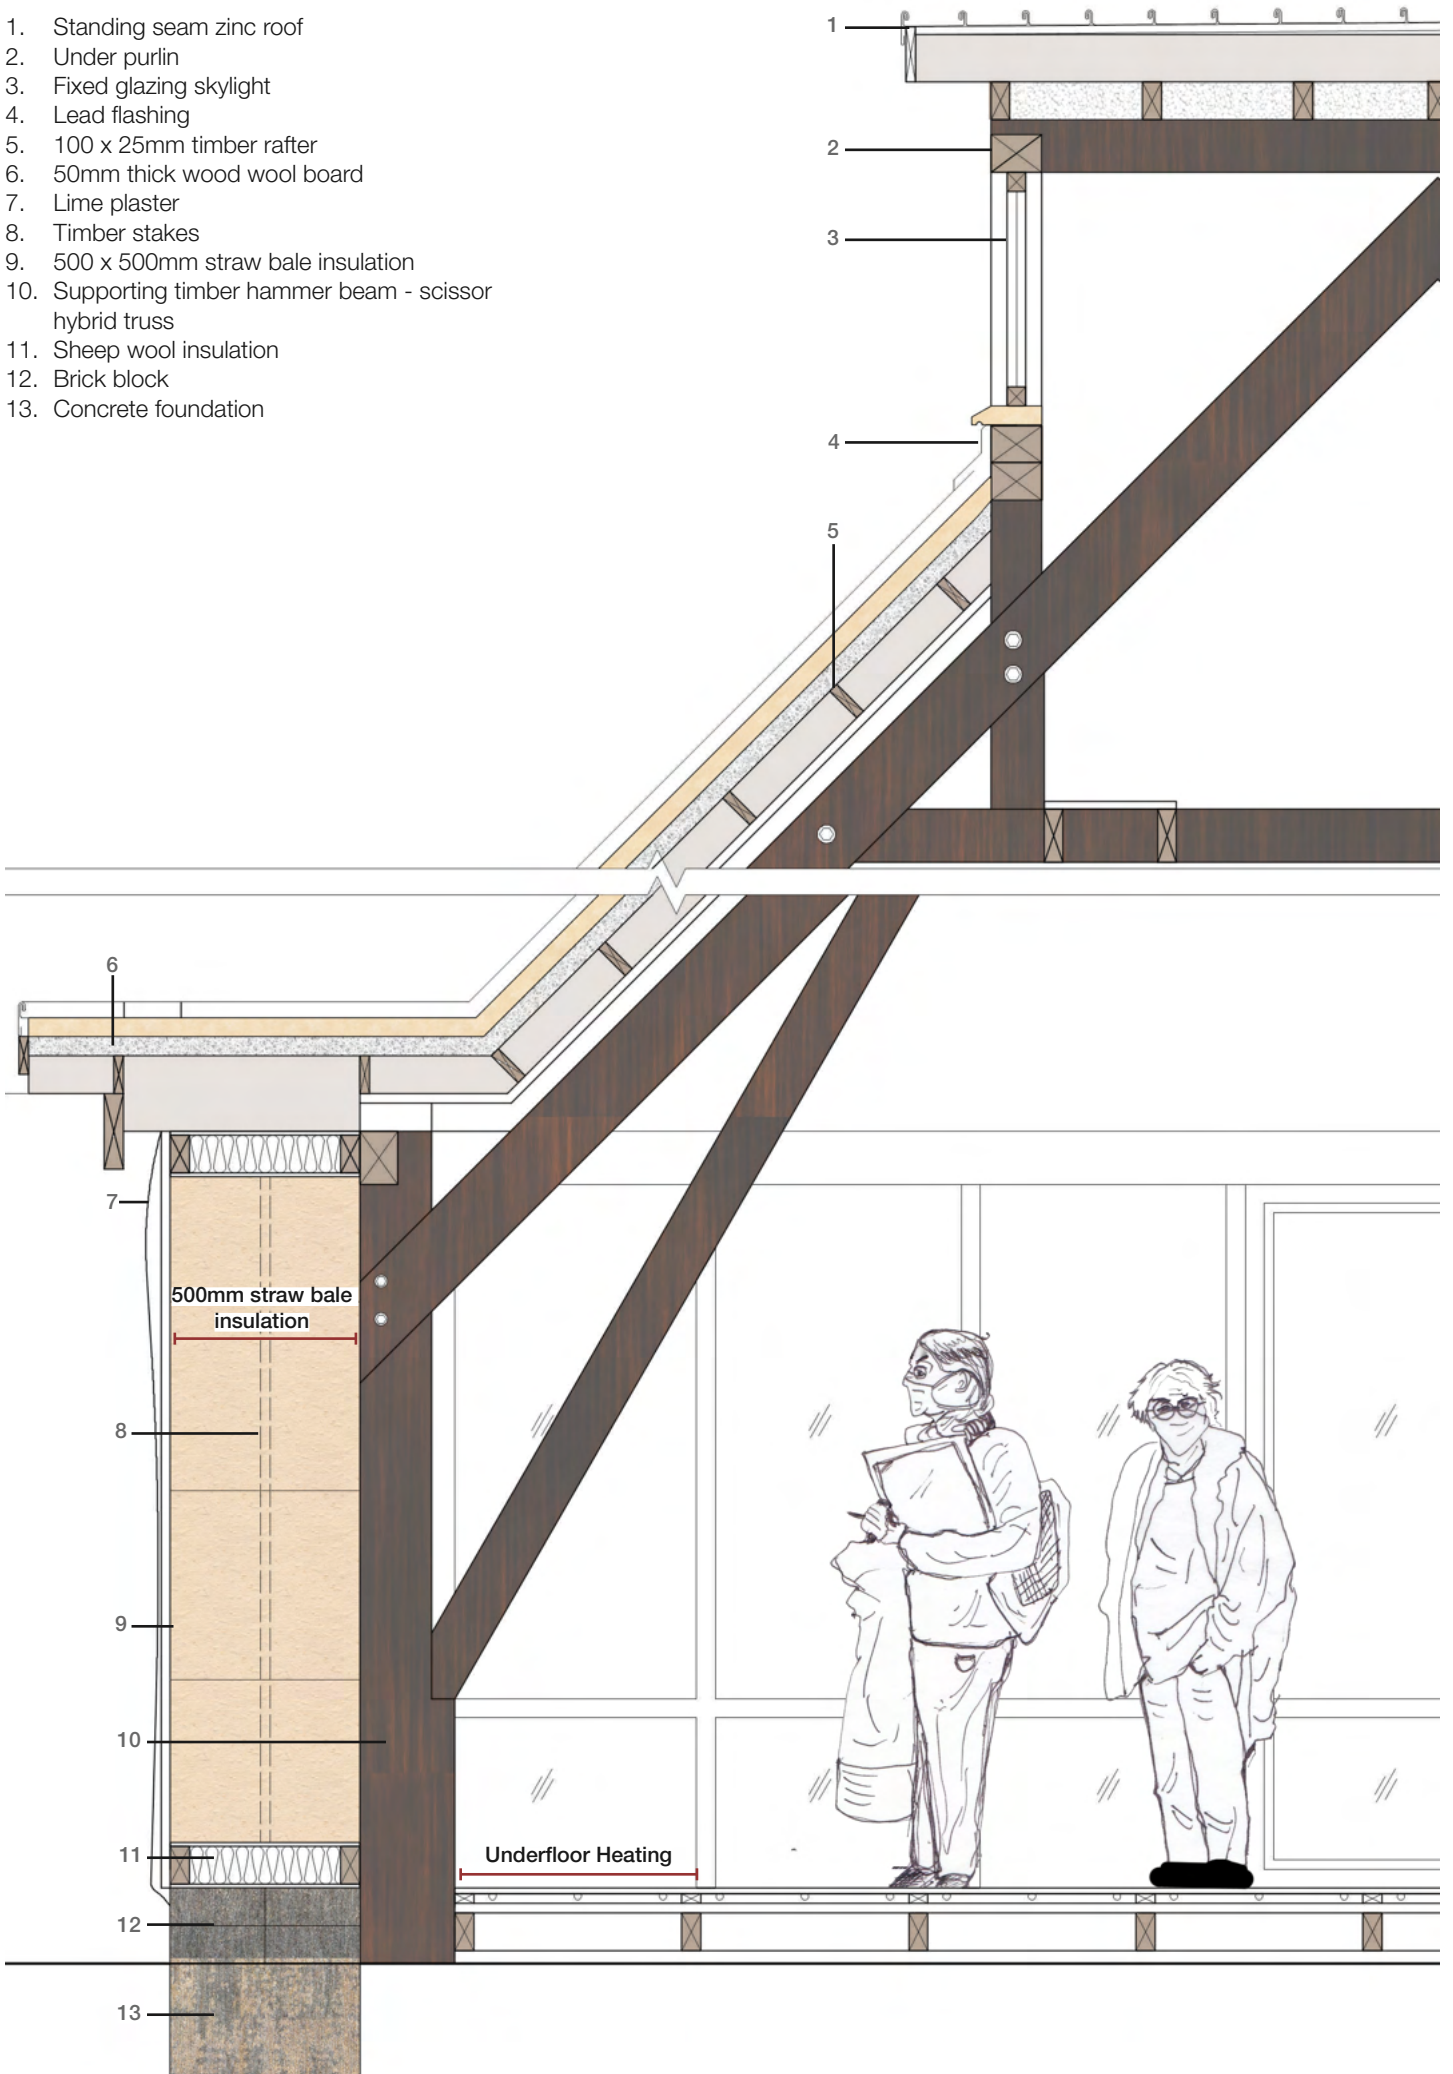 1. Standing seam zinc roof
2. Under purlin
3. Fixed glazing skylight
4. Lead flashing
5. 100 x 25mm timber rafter
6. 50mm thick wood wool board
7. Lime plaster
8. Timber stakes
9. 500 x 500mm straw bale insulation
10. Supporting timber hammer beam - scissor
hybrid truss
11. Sheep wool insulation
12. Brick block
13. Concrete foundation
1
2
3
4
5
6
7
500mm straw bale
insulation
8
9
10
11
Underfloor Heating
12
13